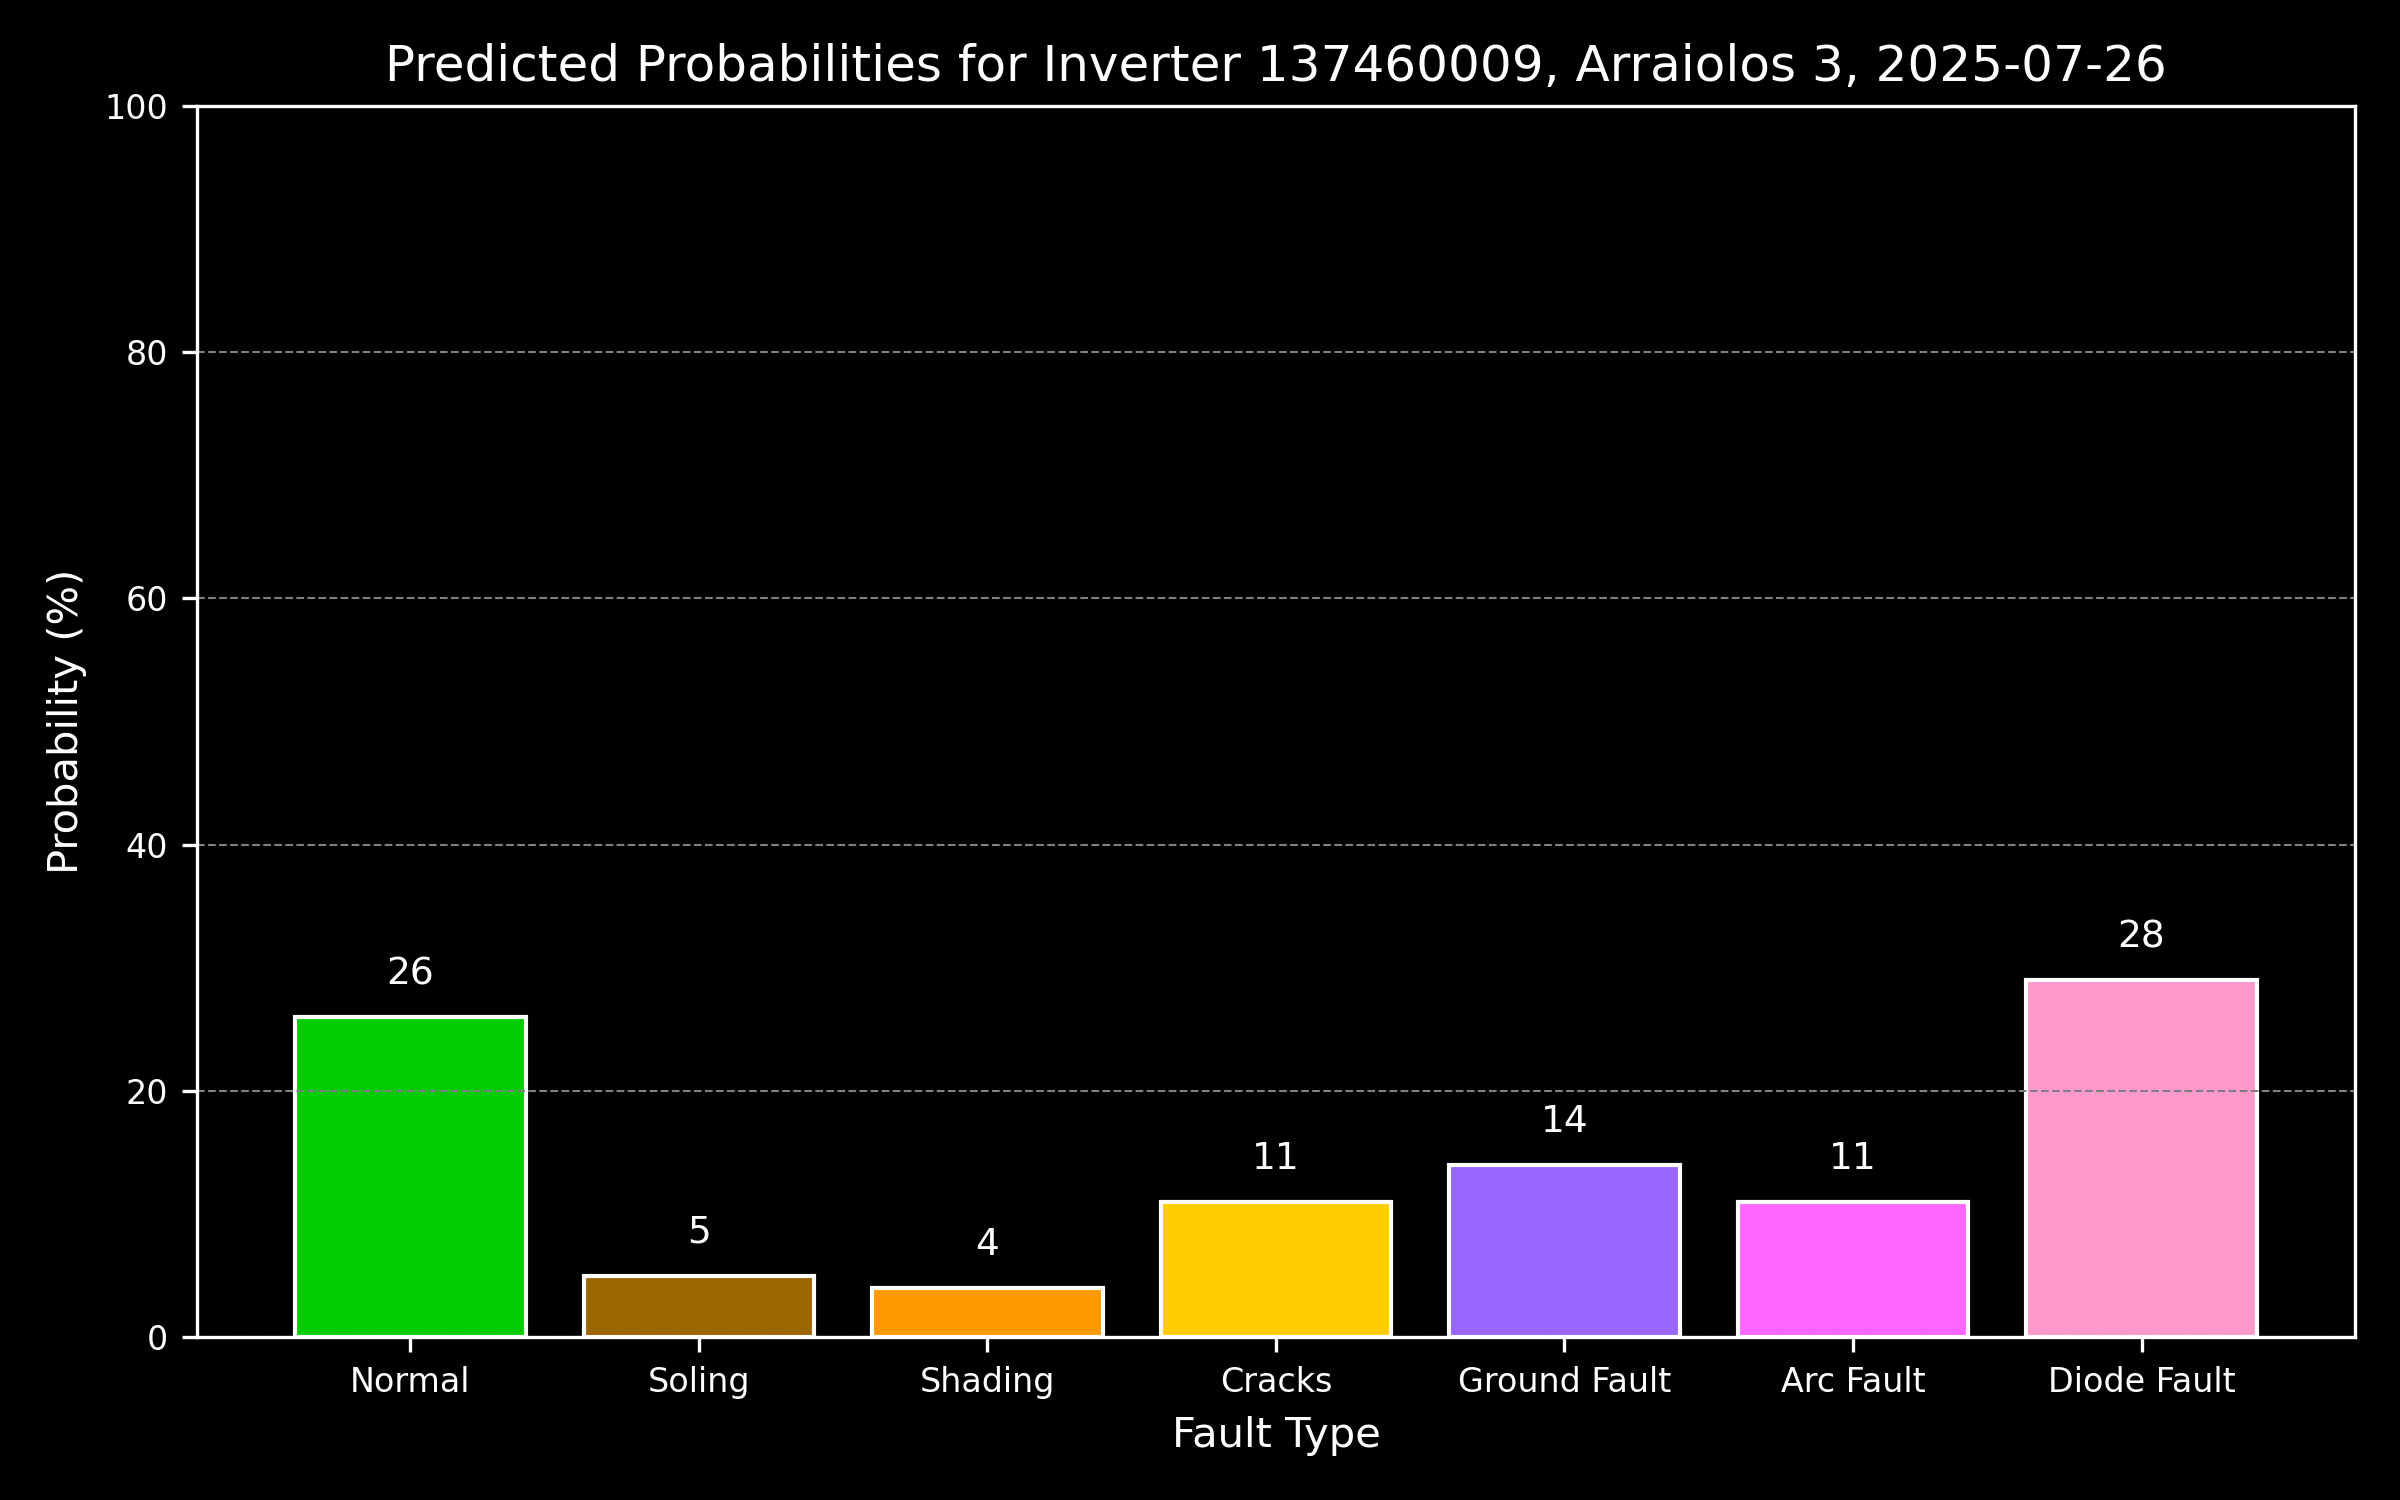 Predicted Probabilities for Inverter 137460009, Arraiolos 3, 2025-07-26
100
80
60
40
20
0
Probability (%)
26
5
4
11
14
11
28
Normal
Soling
Shading
Cracks
Ground Fault
Arc Fault
Diode Fault
Fault Type